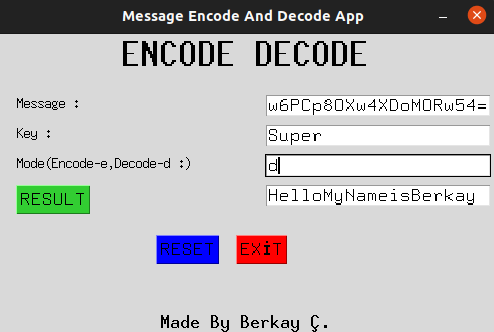 Message Encode And Decode App
ENCODE DECODE
Message : w6PCp8OXw4XDoMORw54=
Key : Super
Mode(Encode-e,Decode-d :) d
RESULT HelloMyNameisBerkay
RESET EXİT
Made By Berkay Ç.